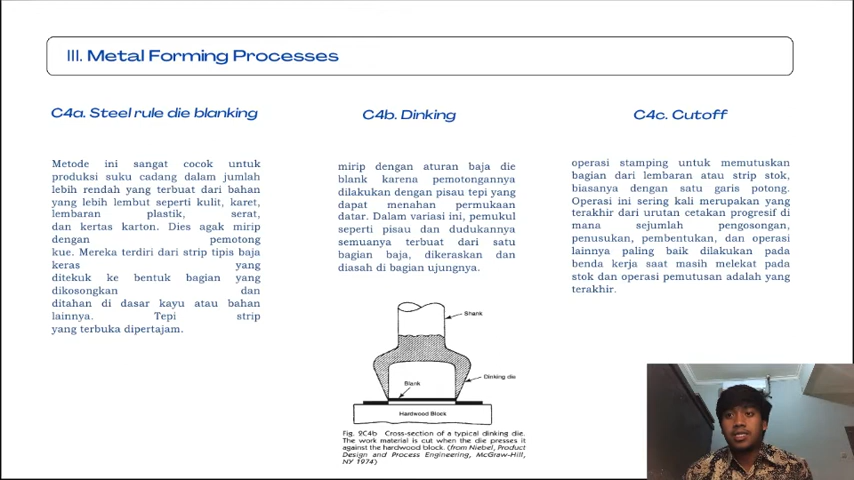 III. Metal Forming Processes
C4a. Steel rule die blanking
Metode ini sangat cocok untuk
produksi suku cadang dalam jumlah
lebih rendah yang terbuat dari bahan
yang lebih lembut seperti kulit, karet,
lembaran plastik, serat,
dan kertas karton. Dies agak mirip
dengan pemotong
kue. Mereka terdiri dari strip tipis baja
keras yang
ditekuk ke bentuk bagian yang
dikosongkan dan
ditahan di dasar kayu atau bahan
lainnya. Tepi strip
yang terbuka dipertajam.
C4b. Dinking
mirip dengan aturan baja die
blank karena pemotongannya
dilakukan dengan pisau tepi yang
dapat menahan permukaan
datar. Dalam variasi ini, pemukul
seperti pisau dan dudukannya
semuanya terbuat dari satu
bagian baja, dikeraskan dan
diasah di bagian ujungnya.
Shank
Dinking die
Blank
Hardwood Block
Fig. 2C4b Cross-section of a typical dinking die.
The work material is cut when the die presses it
against the hardwood block. (from Niebel, Product
Design and Process Engineering, McGraw-Hill,
NY 1974)
C4c. Cutoff
operasi stamping untuk memutuskan
bagian dari lembaran atau strip stok,
biasanya dengan satu garis potong.
Operasi ini sering kali merupakan yang
terakhir dari urutan cetakan progresif di
mana sejumlah pengosongan,
penusukan, pembentukan, dan operasi
lainnya paling baik dilakukan pada
benda kerja saat masih melekat pada
stok dan operasi pemutusan adalah yang
terakhir.